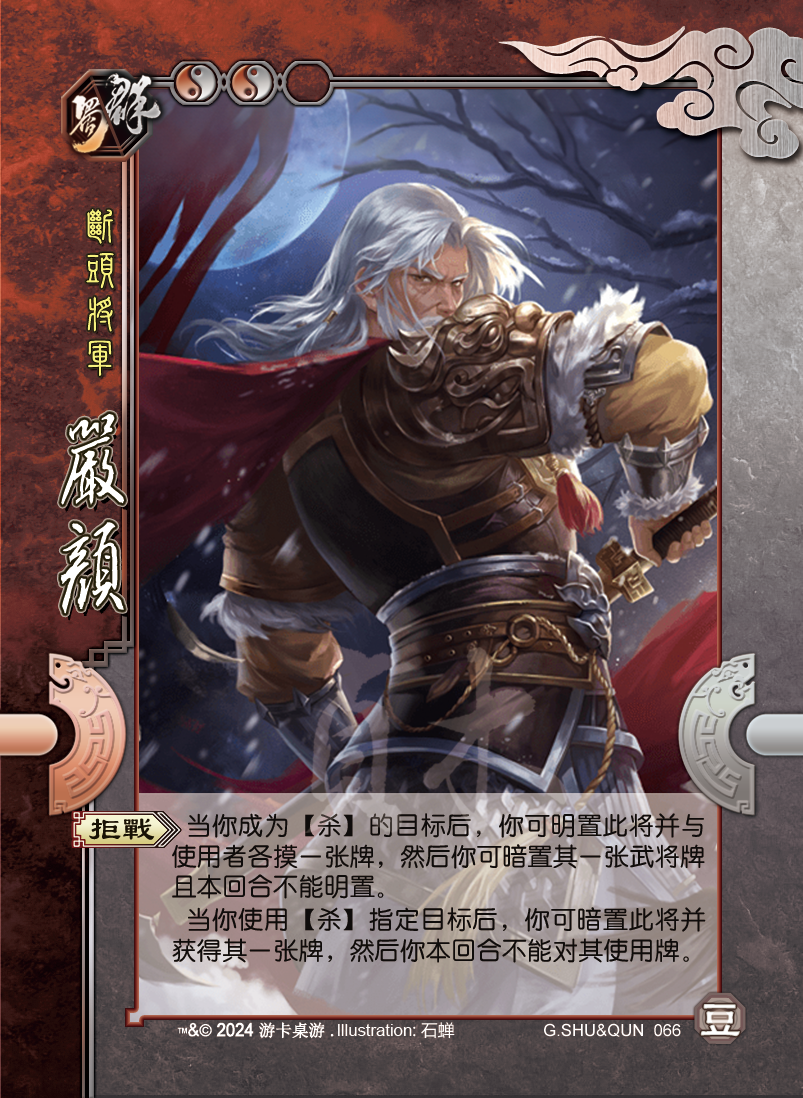 蜀群
斷頭將軍
嚴顏
拒戰
当你成为【杀】的目标后，你可明置此将并与
使用者各摸一张牌，然后你可暗置其一张武将牌
且本回合不能明置。
当你使用【杀】指定目标后，你可暗置此将并
获得其一张牌，然后你本回合不能对其使用牌。
™&© 2024 游卡桌游 . Illustration: 石蝉
G.SHU&QUN 066
豆